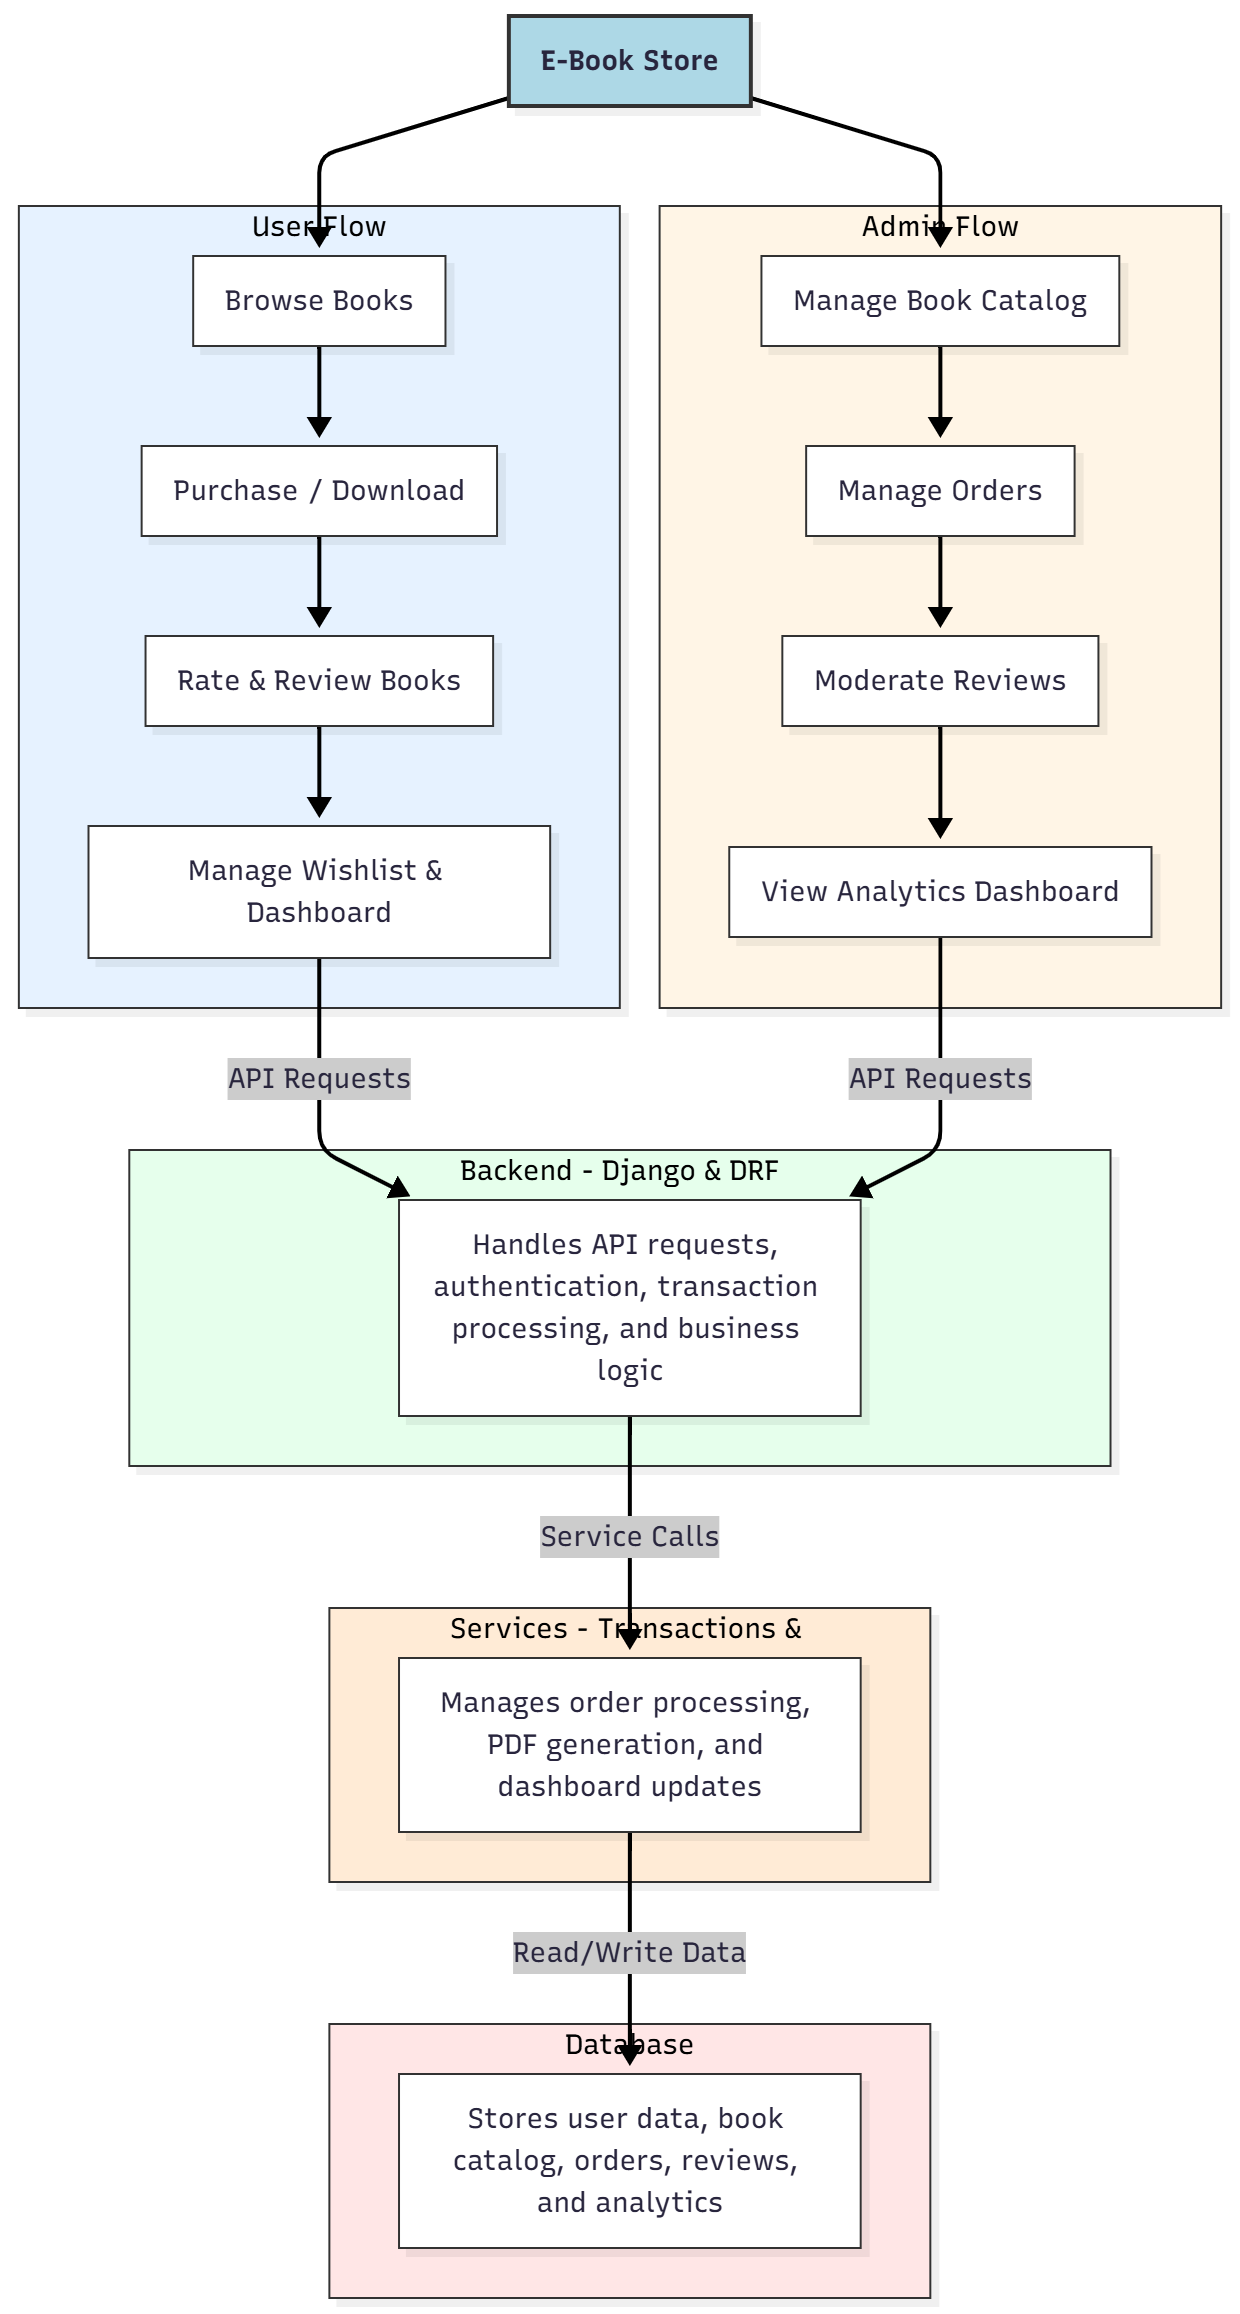 E-Book Store
User Flow
Browse Books
Purchase / Download
Rate & Review Books
Manage Wishlist &
Dashboard
API Requests
Admin Flow
Manage Book Catalog
Manage Orders
Moderate Reviews
View Analytics Dashboard
API Requests
Backend - Django & DRF
Handles API requests,
authentication, transaction
processing, and business
logic
Service Calls
Services - Transactions &
Manages order processing,
PDF generation, and
dashboard updates
Read/Write Data
Database
Stores user data, book
catalog, orders, reviews,
and analytics